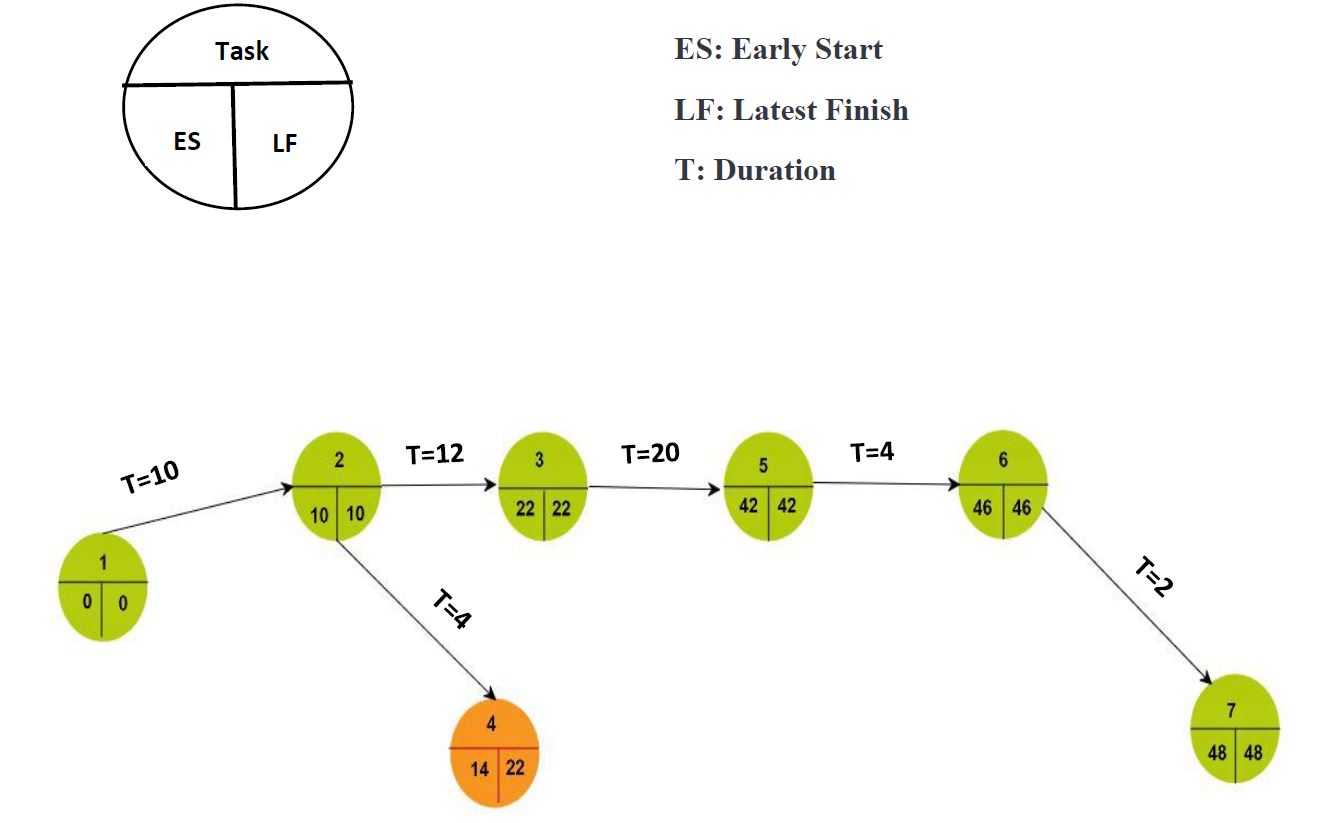 Task
ES LF
ES: Early Start
LF: Latest Finish
T: Duration
T=10
T=12
T=20
T=4
T=4
T=2
1
0 0
2
10 10
3
22 22
5
42 42
6
46 46
4
14 22
7
48 48